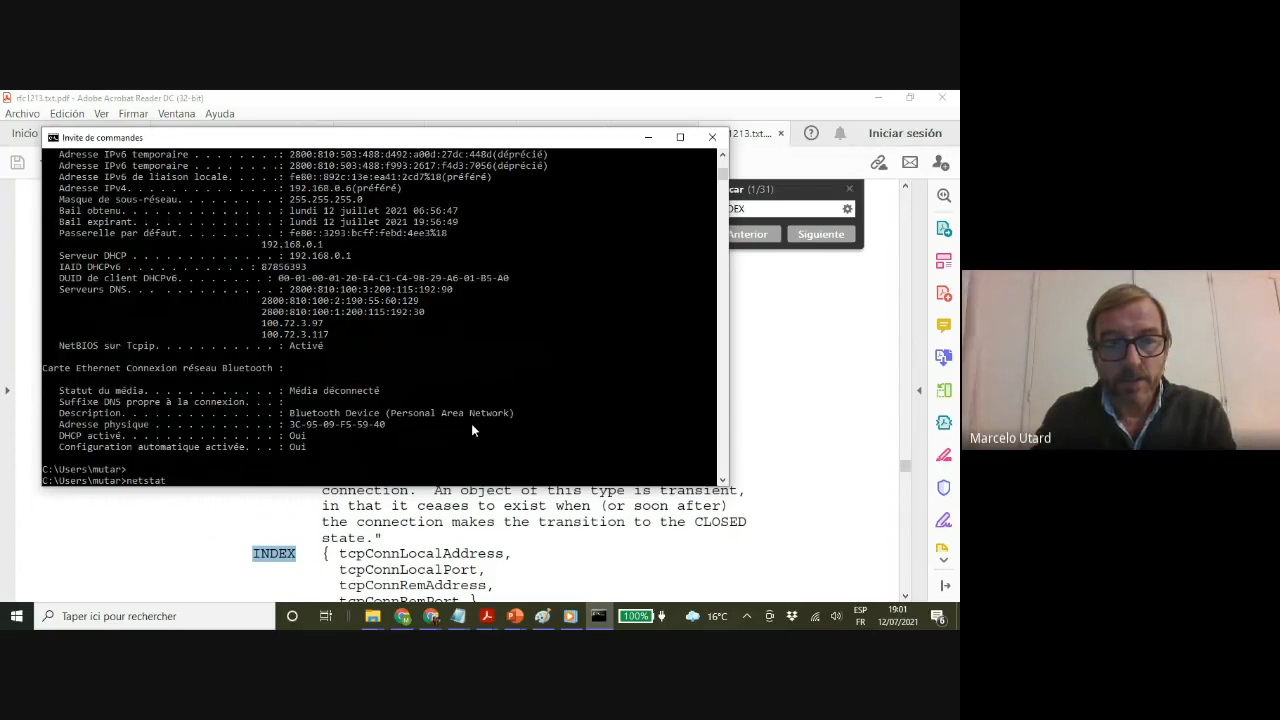 rfc1213.txt.pdf - Adobe Acrobat Reader DC (32-bit)
Archivo Edición Ver Firmar Ventana Ayuda
Inicio
1213.txt....
Iniciar sesión
Invite de commandes
Adresse IPv6 temporaire . . . . . . . .: 2800:810:503:488:d492:a00d:27dc:448d(déprécié)
Adresse IPv6 temporaire . . . . . . . .: 2800:810:503:488:f993:2617:f4d3:7056(déprécié)
Adresse IPv6 de liaison locale. . . . .: fe80::892c:13e:ea41:2cd7%18(préféré)
Adresse IPv4. . . . . . . . . . . . . .: 192.168.0.6(préféré)
Masque de sous-réseau. . . . . . . . . : 255.255.255.0
Bail obtenu. . . . . . . . . . . . . . : lundi 12 juillet 2021 06:56:47
Bail expirant. . . . . . . . . . . . . : lundi 12 juillet 2021 19:56:49
Passerelle par défaut. . . . . . . . . : fe80::3293:bcff:febd:4ee3%18
192.168.0.1
Serveur DHCP . . . . . . . . . . . . . : 192.168.0.1
IAID DHCPv6 . . . . . . . . . . . : 87856393
DUID de client DHCPv6. . . . . . . . : 00-01-00-01-20-E4-C1-C4-98-29-A6-01-B5-A0
Serveurs DNS. . . . . . . . . . . . . : 2800:810:100:3:200:115:192:90
2800:810:100:2:190:55:60:129
2800:810:100:1:200:115:192:30
100.72.3.97
100.72.3.117
NetBIOS sur Tcpip. . . . . . . . . . . : Activé
Carte Ethernet Connexion réseau Bluetooth :
Statut du média. . . . . . . . . . . . : Média déconnecté
Suffixe DNS propre à la connexion. . . :
Description. . . . . . . . . . . . . . : Bluetooth Device (Personal Area Network)
Adresse physique . . . . . . . . . . . : 3C-95-09-F5-59-40
DHCP activé. . . . . . . . . . . . . . : Oui
Configuration automatique activée. . . : Oui
C:\Users\mutar>
C:\Users\mutar>netstat
car (1/31)
DEX
Anterior
Siguiente
connection. An object of this type is transient,
in that it ceases to exist when (or soon after)
the connection makes the transition to the CLOSED
state."
INDEX { tcpConnLocalAddress,
tcpConnLocalPort,
tcpConnRemAddress,
tcpConnRemPort }
Taper ici pour rechercher
100%
16°C
ESP
FR
19:01
12/07/2021
6
Marcelo Utard